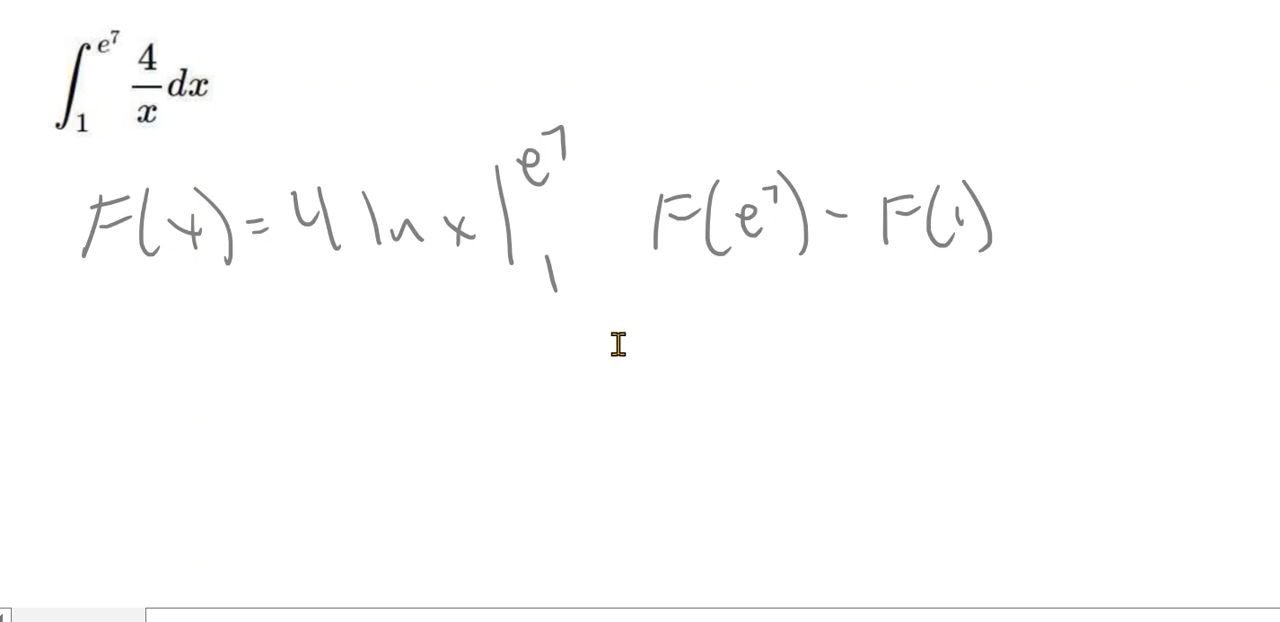 ∫₁^{e⁷} 4/x dx
F(x) = 4 ln x |₁^{e⁷} F(e⁷) - F(1)